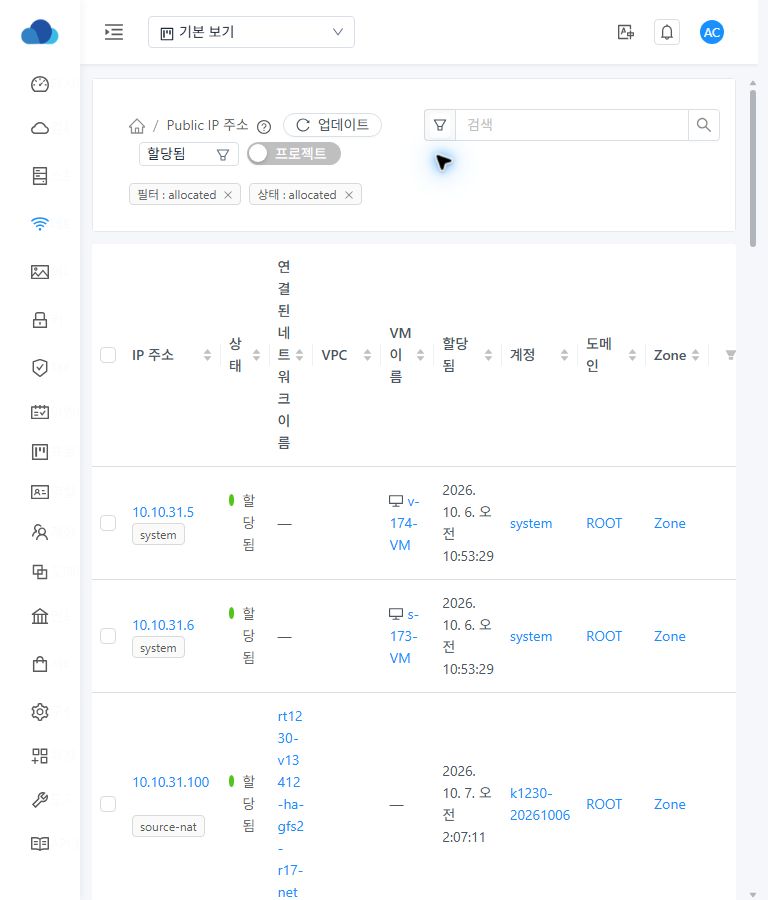 기본 보기
AC
/ Public IP 주소
업데이트
검색
할당됨
프로젝트
필터 : allocated
상태 : allocated
IP 주소
상
태
연
결
된
네
트
워
크
이
름
VPC
VM
이
름
할당
됨
계정
도메
인
Zone
10.10.31.5
system
할
당
됨
—
v-
174-
VM
2026.
10. 6. 오
전
10:53:29
system
ROOT
Zone
10.10.31.6
system
할
당
됨
—
s-
173-
VM
2026.
10. 6. 오
전
10:53:29
system
ROOT
Zone
10.10.31.100
source-nat
할
당
됨
rt12
30-
v13
412
-ha-
gfs2
-
r17-
net
—
2026.
10. 7. 오
전
2:07:11
k1230-
20261006
ROOT
Zone